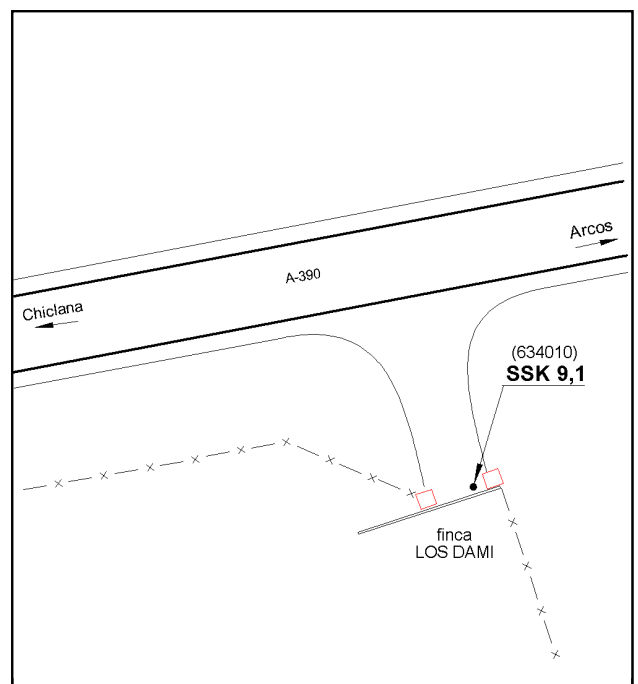 Arcos
A-390
Chiclana
(634010)
SSK 9,1
finca
LOS DAMI